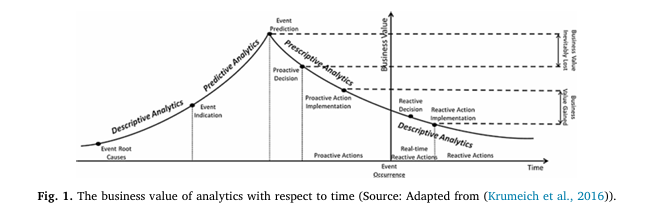 Event
Prediction
Business Value
Business Value
Inevitably Lost
Predictive Analytics
Prescriptive Analytics
Proactive
Decision
Business
Value Gained
Descriptive Analytics
Event
Indication
Proactive Action
Implementation
Reactive
Decision
Reactive Action
Implementation
Descriptive Analytics
Event Root
Causes
Proactive Actions
Real-time
Reactive Actions
Reactive Actions
Event
Occurrence
Time
Fig. 1. The business value of analytics with respect to time (Source: Adapted from (Krumeich et al., 2016)).